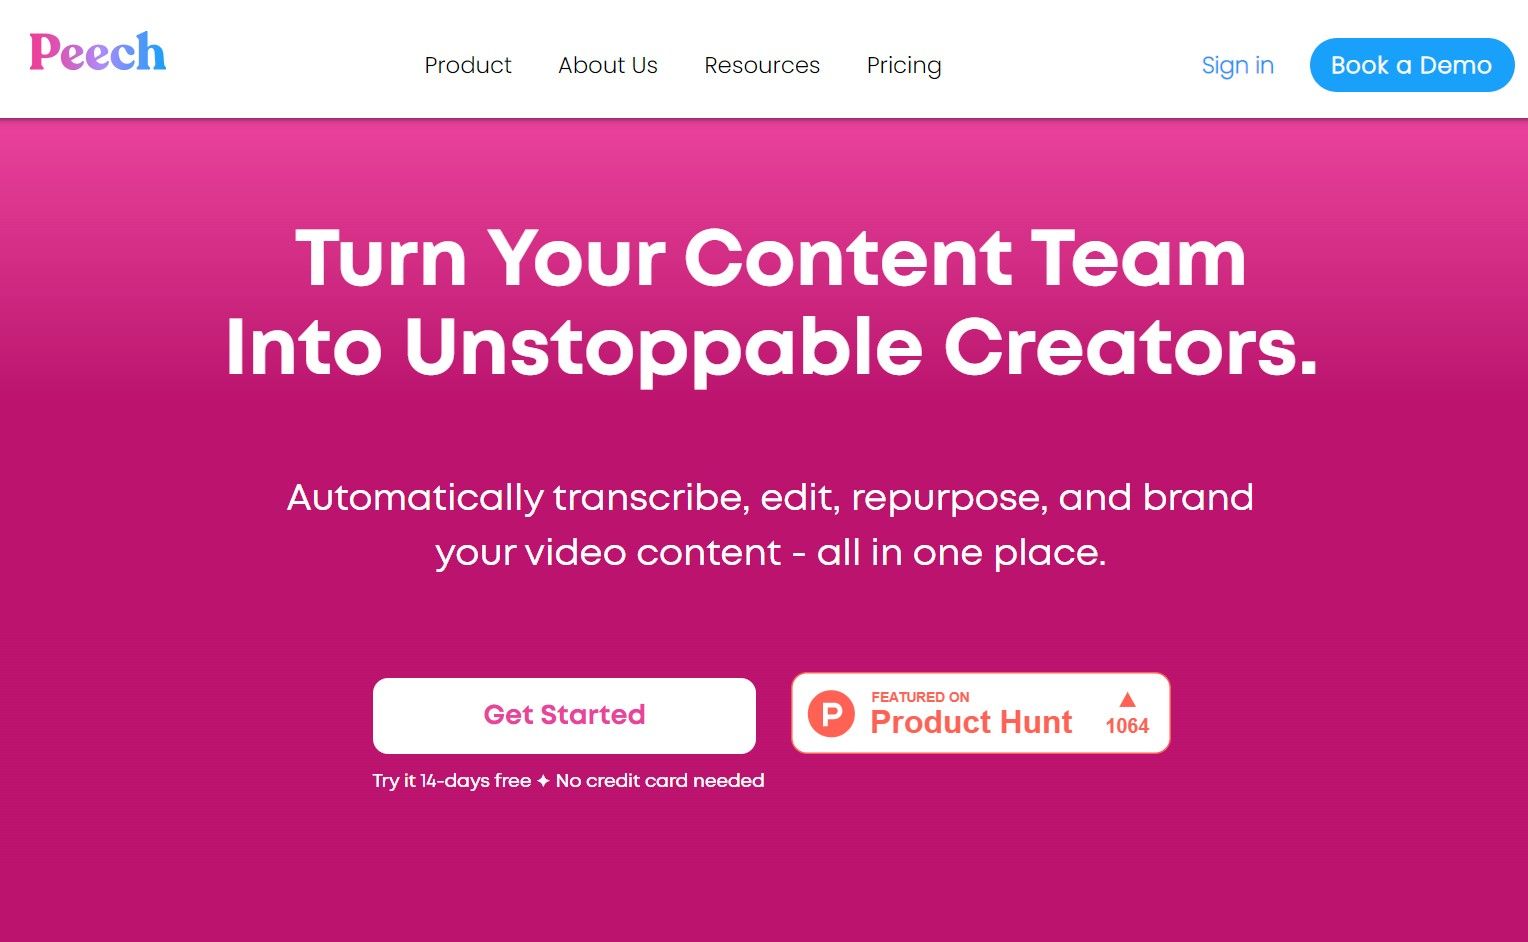 Peech
Product
About Us
Resources
Pricing
Sign in
Book a Demo
Turn Your Content Team
Into Unstoppable Creators.
Automatically transcribe, edit, repurpose, and brand
your video content - all in one place.
Get Started
Try it 14-days free ✦ No credit card needed
P
FEATURED ON
Product Hunt
▲
1064